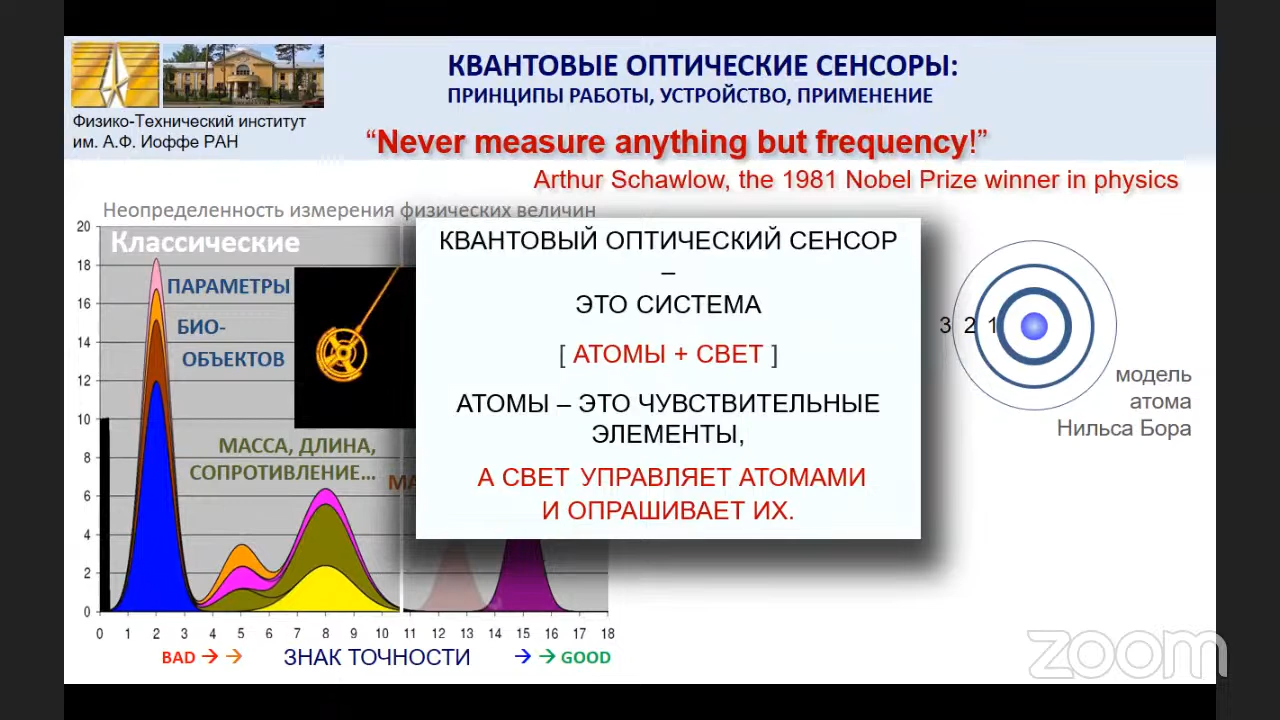 КВАНТОВЫЕ ОПТИЧЕСКИЕ СЕНСОРЫ:
ПРИНЦИПЫ РАБОТЫ, УСТРОЙСТВО, ПРИМЕНЕНИЕ
Физико-Технический институт
им. А.Ф. Иоффе РАН
“Never measure anything but frequency!”
Arthur Schawlow, the 1981 Nobel Prize winner in physics
Неопределенность измерения физических величин
Классические
ПАРАМЕТРЫ
БИО-
ОБЪЕКТОВ
МАССА, ДЛИНА,
СОПРОТИВЛЕНИЕ...
20
18
16
14
12
10
8
6
4
2
0
0 1 2 3 4 5 6 7 8 9 10 11 12 13 14 15 16 17 18
BAD → → ЗНАК ТОЧНОСТИ → → GOOD
КВАНТОВЫЙ ОПТИЧЕСКИЙ СЕНСОР
–
ЭТО СИСТЕМА
[ АТОМЫ + СВЕТ ]
АТОМЫ – ЭТО ЧУВСТВИТЕЛЬНЫЕ
ЭЛЕМЕНТЫ,
А СВЕТ УПРАВЛЯЕТ АТОМАМИ
И ОПРАШИВАЕТ ИХ.
3 2 1
модель
атома
Нильса Бора
zoom